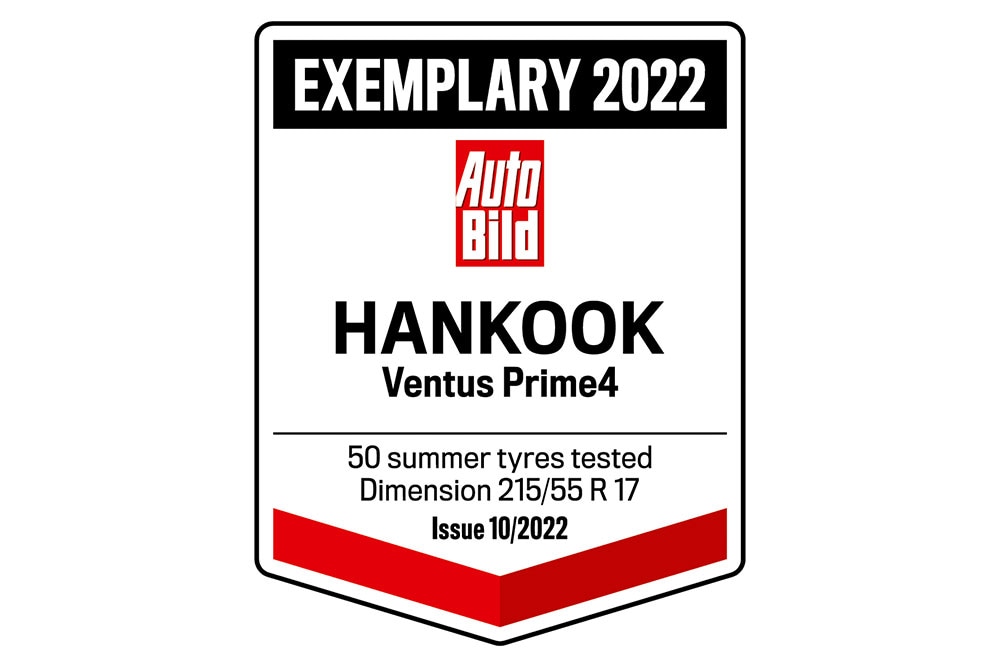 EXEMPLARY 2022
Auto
Bild
HANKOOK
Ventus Prime4
50 summer tyres tested
Dimension 215/55 R 17
Issue 10/2022